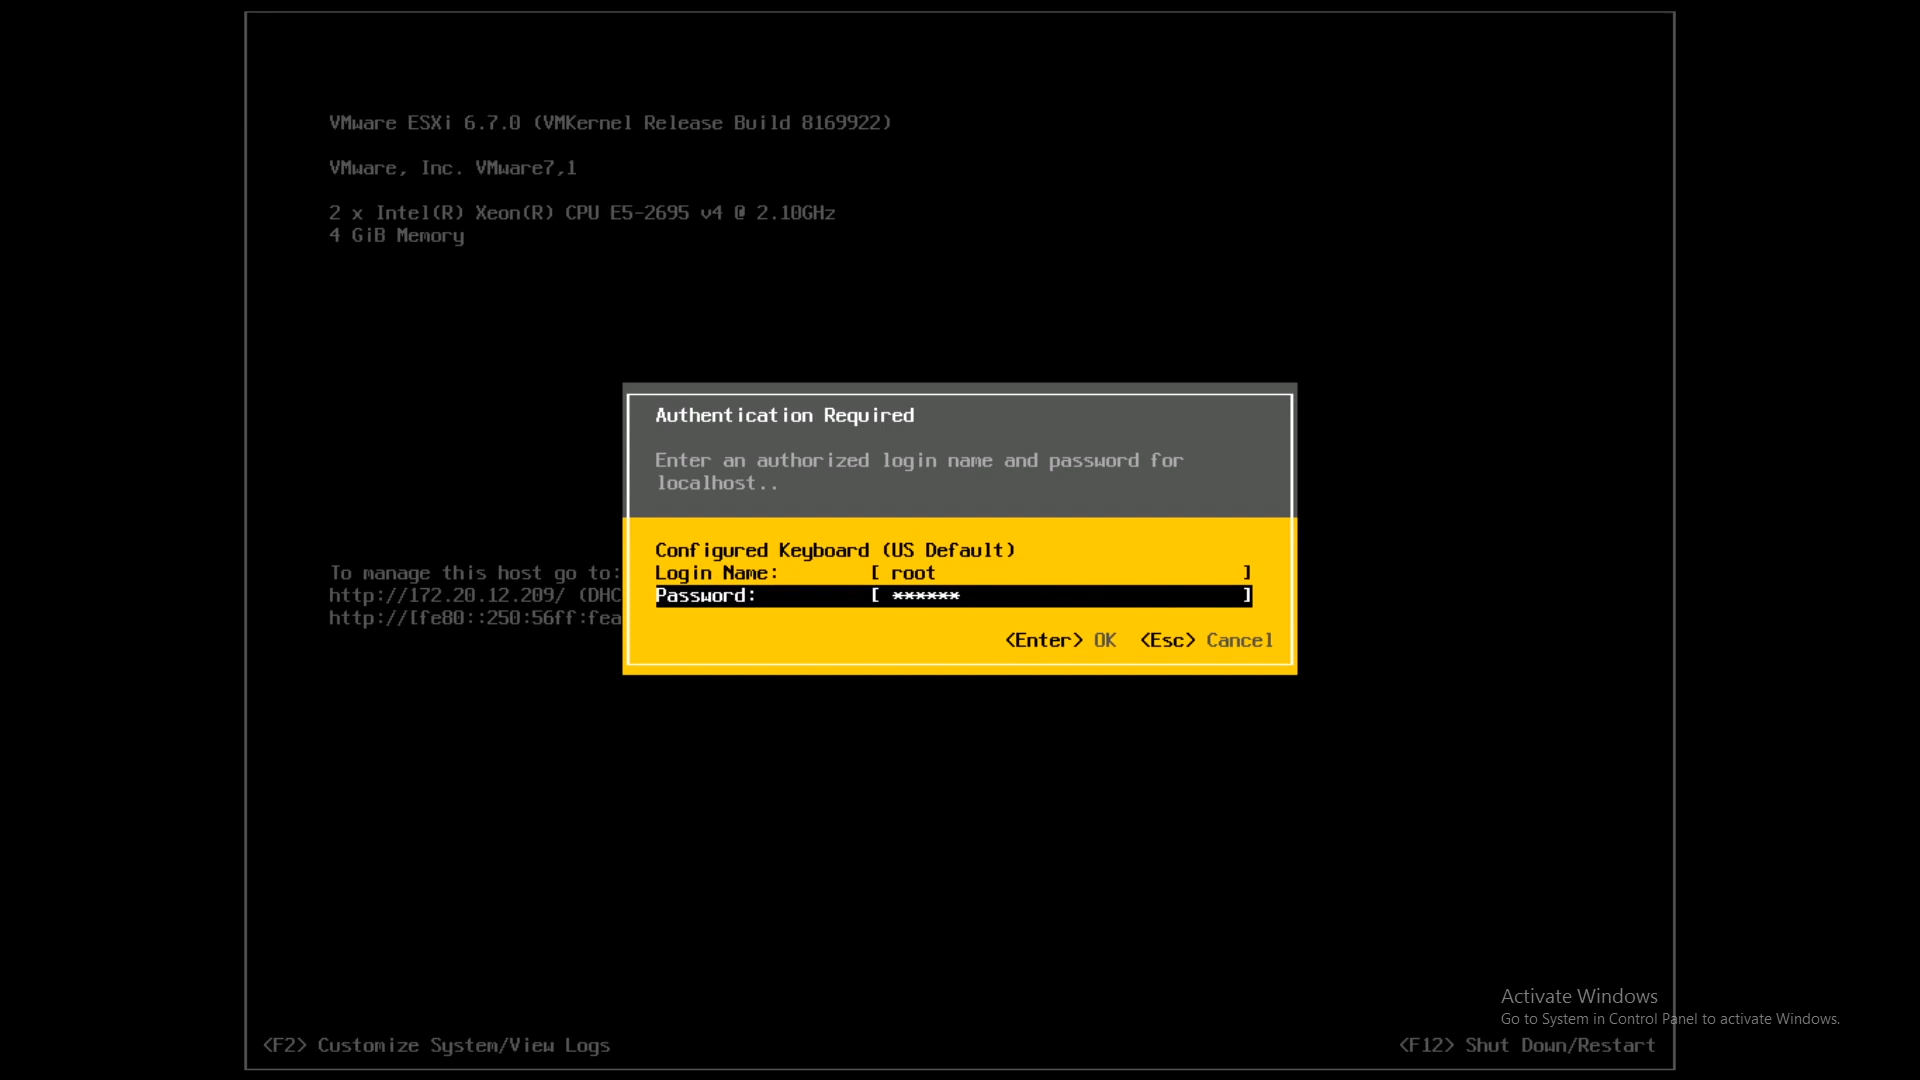 VMware ESXi 6.7.0 (VMKernel Release Build 8169922)
VMware, Inc. VMware7,1
2 x Intel(R) Xeon(R) CPU E5-2695 v4 @ 2.10GHz
4 GiB Memory
Authentication Required
Enter an authorized login name and password for
localhost..
Configured Keyboard (US Default)
Login Name: [ root ]
Password: [ ****** ]
<Enter> OK <Esc> Cancel
To manage this host go to:
http://172.20.12.209/ (DHC
http://[fe80::250:56ff:fea
Activate Windows
Go to System in Control Panel to activate Windows.
<F2> Customize System/View Logs
<F12> Shut Down/Restart